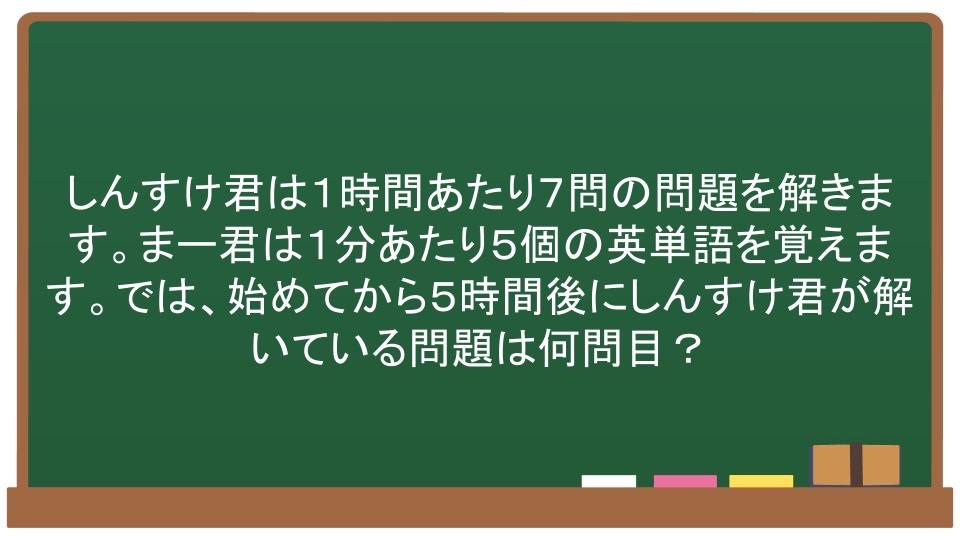 しんすけ君は１時間あたり７問の問題を解きま
す。まー君は１分あたり５個の英単語を覚えま
す。では、始めてから５時間後にしんすけ君が解
いている問題は何問目？